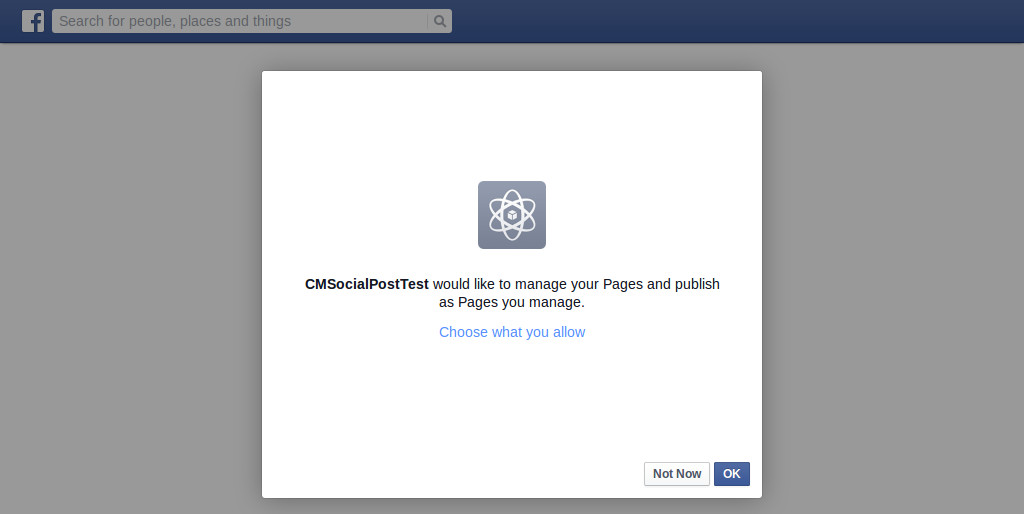 Search for people, places and things
CMSocialPostTest would like to manage your Pages and publish
as Pages you manage.
Choose what you allow
Not Now
OK